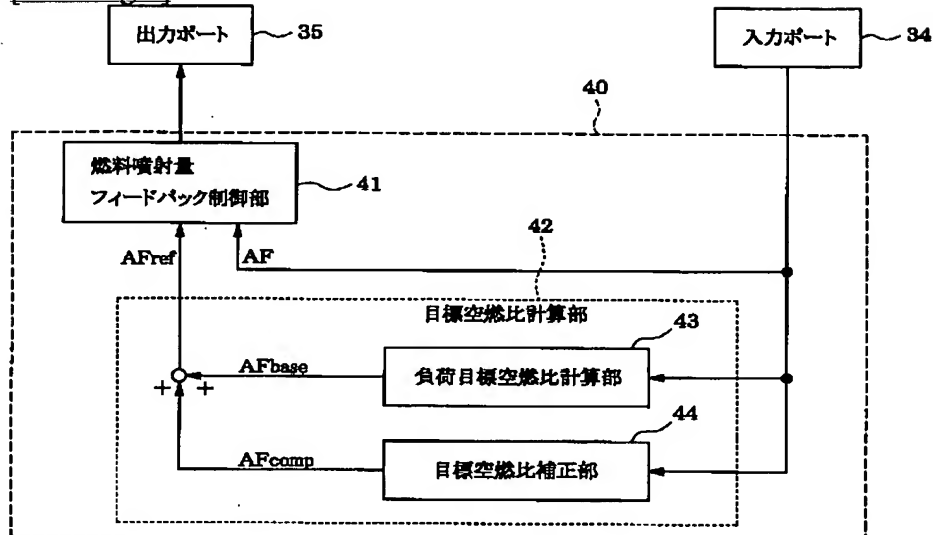 出力ポート
35
入力ポート
34
40
燃料噴射量
フィードバック制御部
41
AFref
AF
42
目標空燃比計算部
43
AFbase
負荷目標空燃比計算部
+ +
44
AFcomp
目標空燃比補正部